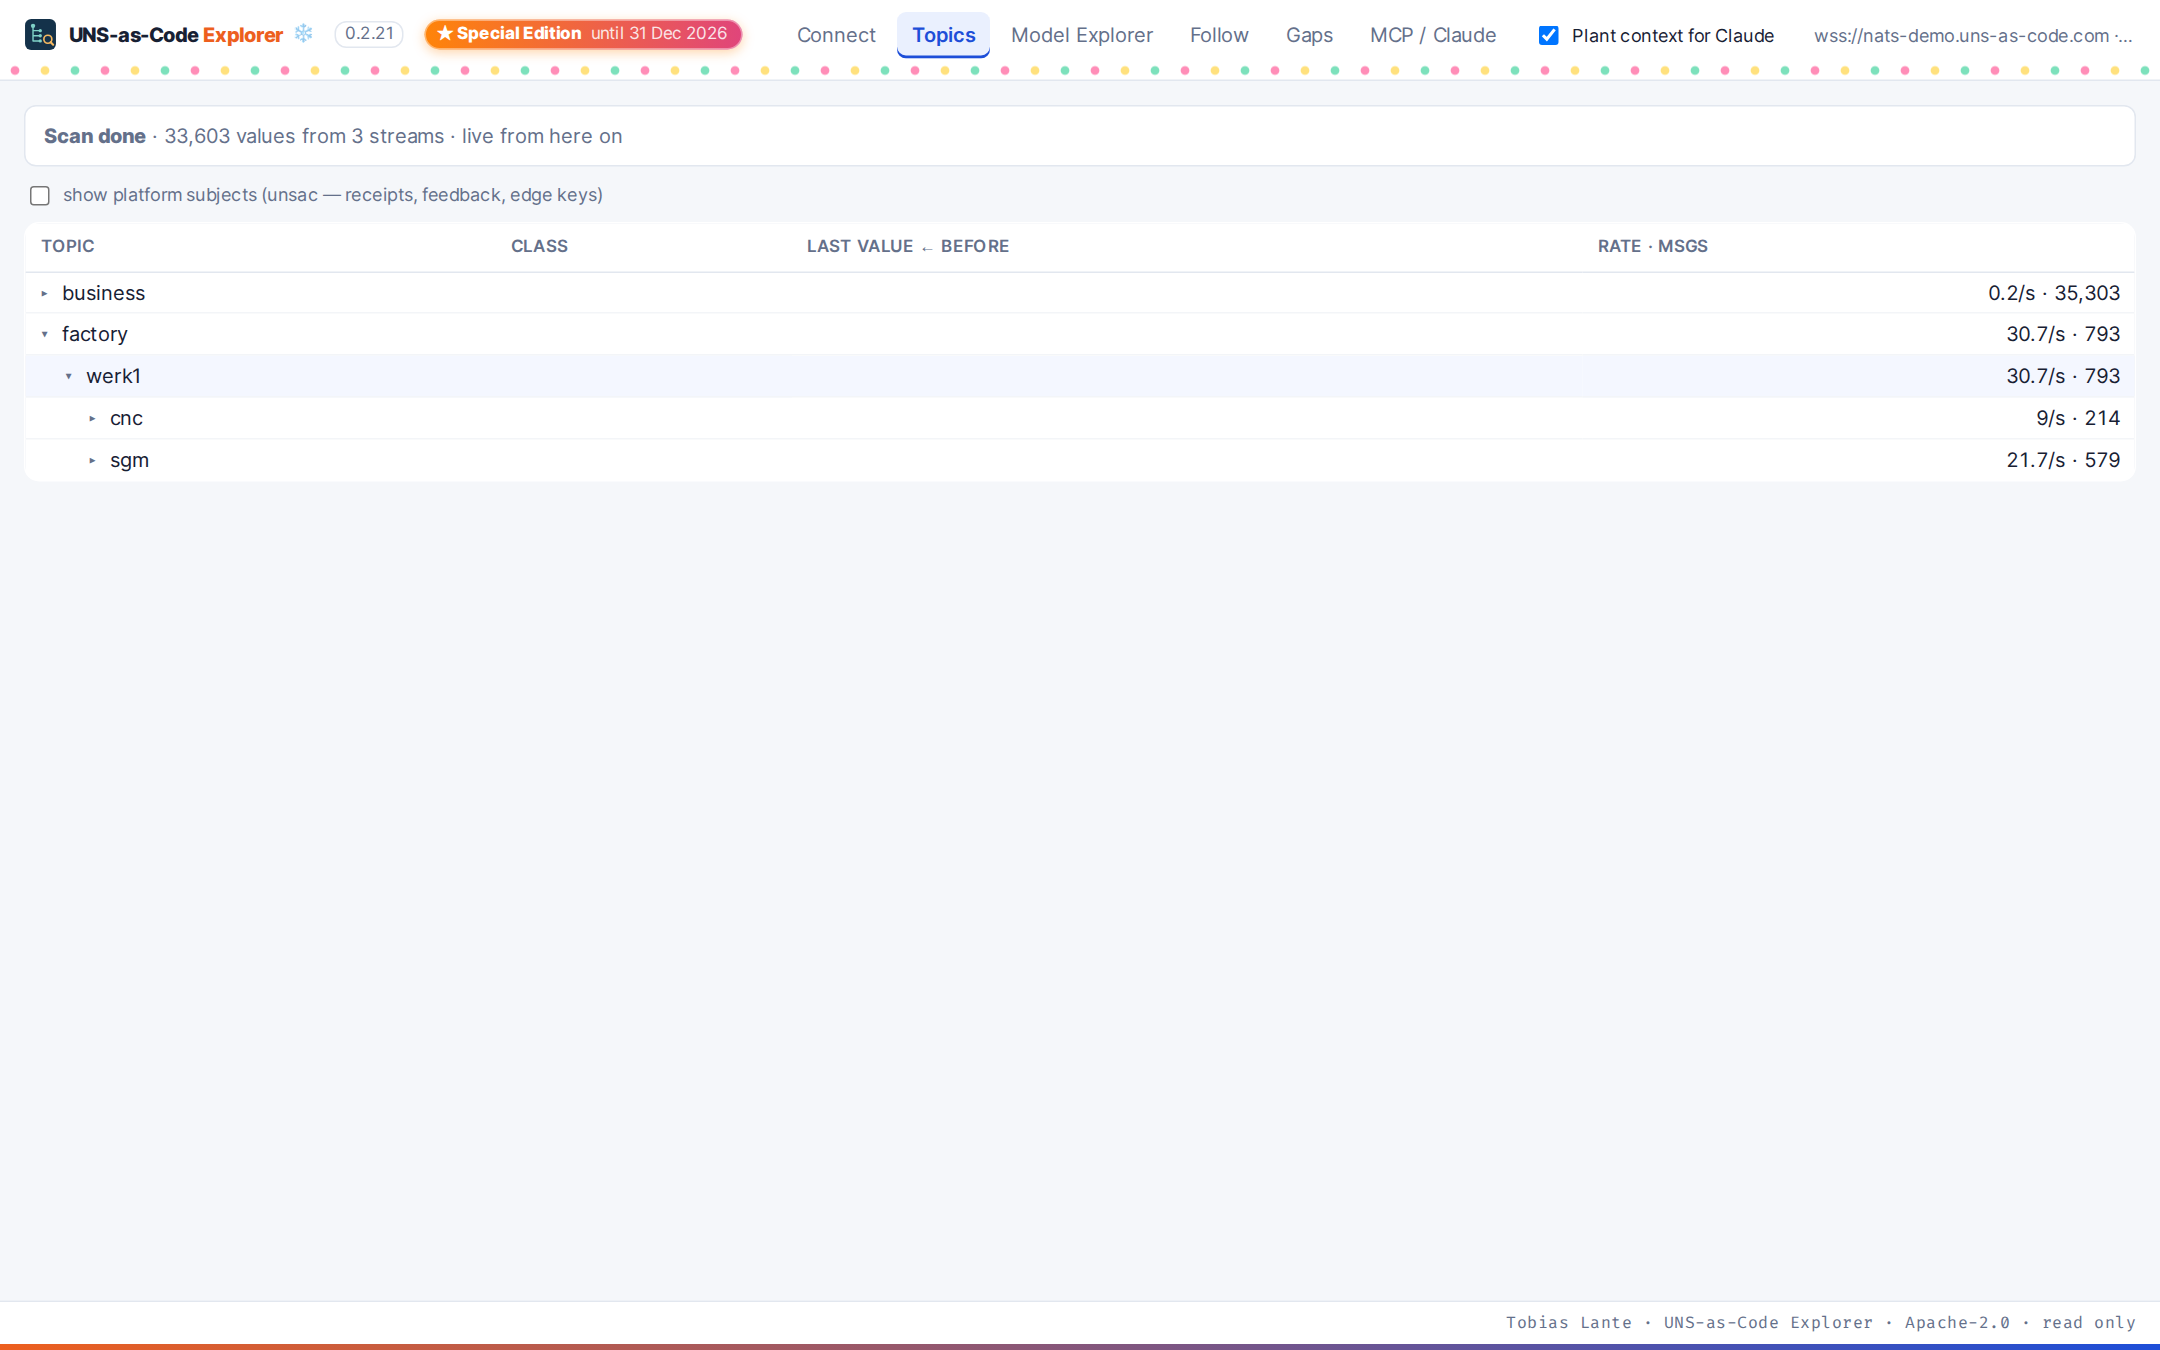 UNS-as-Code Explorer ❄️ 0.2.21 ★ Special Edition until 31 Dec 2026 Connect Topics Model Explorer Follow Gaps MCP / Claude Plant context for Claude wss://nats-demo.uns-as-code.com ·...
Scan done · 33,603 values from 3 streams · live from here on
show platform subjects (unsac — receipts, feedback, edge keys)
TOPIC CLASS LAST VALUE ← BEFORE RATE · MSGS
▸ business 0.2/s · 35,303
▾ factory 30.7/s · 793
▾ werk1 30.7/s · 793
▸ cnc 9/s · 214
▸ sgm 21.7/s · 579
Tobias Lante · UNS-as-Code Explorer · Apache-2.0 · read only